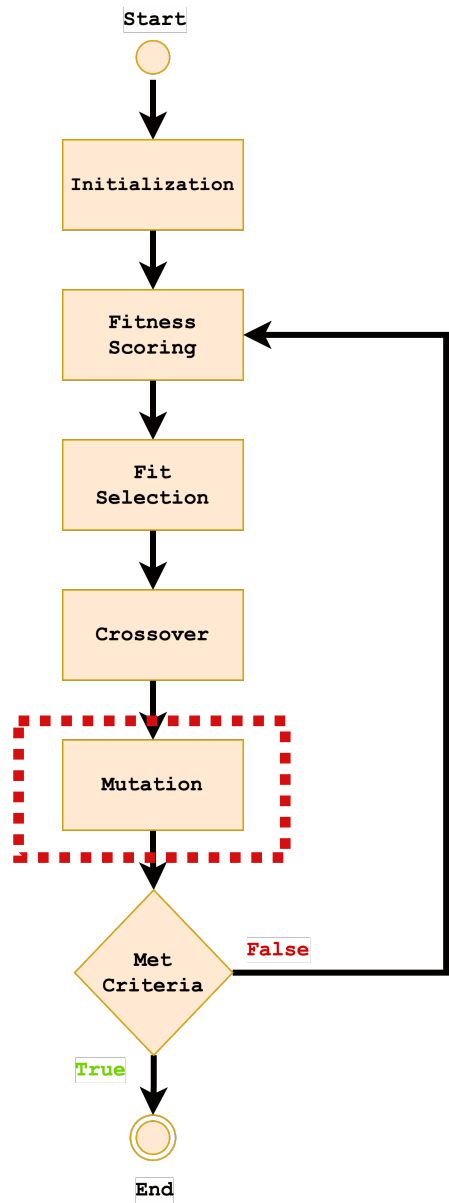 Start
Initialization
Fitness
Scoring
Fit
Selection
Crossover
Mutation
Met
Criteria
False
True
End